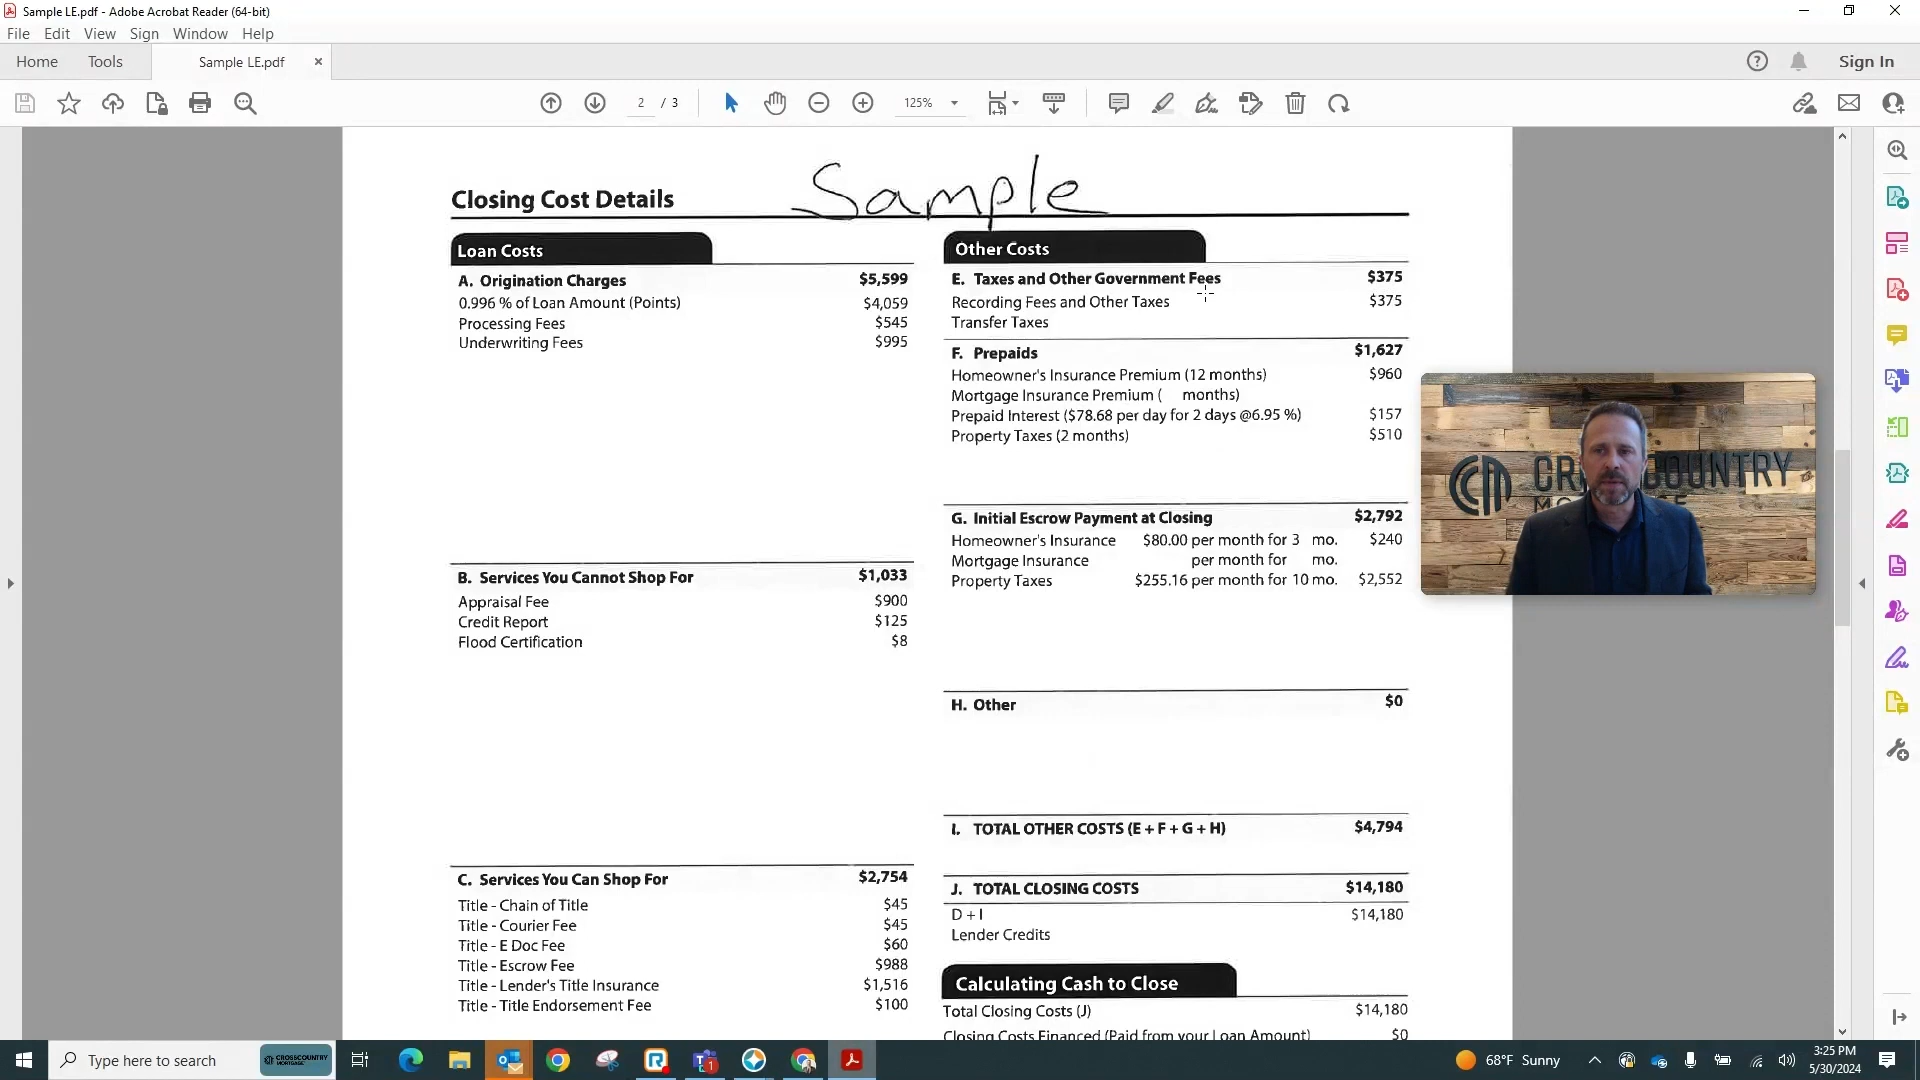 Sample LE.pdf - Adobe Acrobat Reader (64-bit)
File Edit View Sign Window Help
Home Tools Sample LE.pdf × Sign In
2 / 3 125%
Sample
Closing Cost Details
Loan Costs
A. Origination Charges $5,599
0.996 % of Loan Amount (Points) $4,059
Processing Fees $545
Underwriting Fees $995
B. Services You Cannot Shop For $1,033
Appraisal Fee $900
Credit Report $125
Flood Certification $8
C. Services You Can Shop For $2,754
Title - Chain of Title $45
Title - Courier Fee $45
Title - E Doc Fee $60
Title - Escrow Fee $988
Title - Lender's Title Insurance $1,516
Title - Title Endorsement Fee $100
Other Costs
E. Taxes and Other Government Fees $375
Recording Fees and Other Taxes $375
Transfer Taxes
F. Prepaids $1,627
Homeowner's Insurance Premium (12 months) $960
Mortgage Insurance Premium ( months)
Prepaid Interest ($78.68 per day for 2 days @6.95 %) $157
Property Taxes (2 months) $510
G. Initial Escrow Payment at Closing $2,792
Homeowner's Insurance $80.00 per month for 3 mo. $240
Mortgage Insurance per month for mo.
Property Taxes $255.16 per month for 10 mo. $2,552
H. Other $0
I. TOTAL OTHER COSTS (E + F + G + H) $4,794
J. TOTAL CLOSING COSTS $14,180
D + I $14,180
Lender Credits
Calculating Cash to Close
Total Closing Costs (J) $14,180
Closing Costs Financed (Paid from your Loan Amount) $0
CCM
Type here to search
CROSSCOUNTRY MORTGAGE
68°F Sunny
3:25 PM
5/30/2024